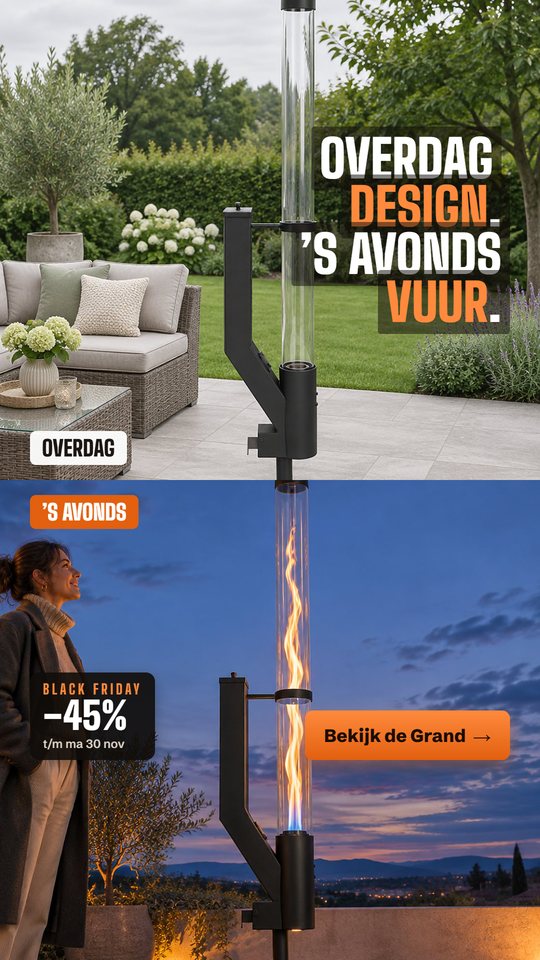 OVERDAG
DESIGN.
’S AVONDS
VUUR.
OVERDAG
’S AVONDS
BLACK FRIDAY
–45%
t/m ma 30 nov
Bekijk de Grand →